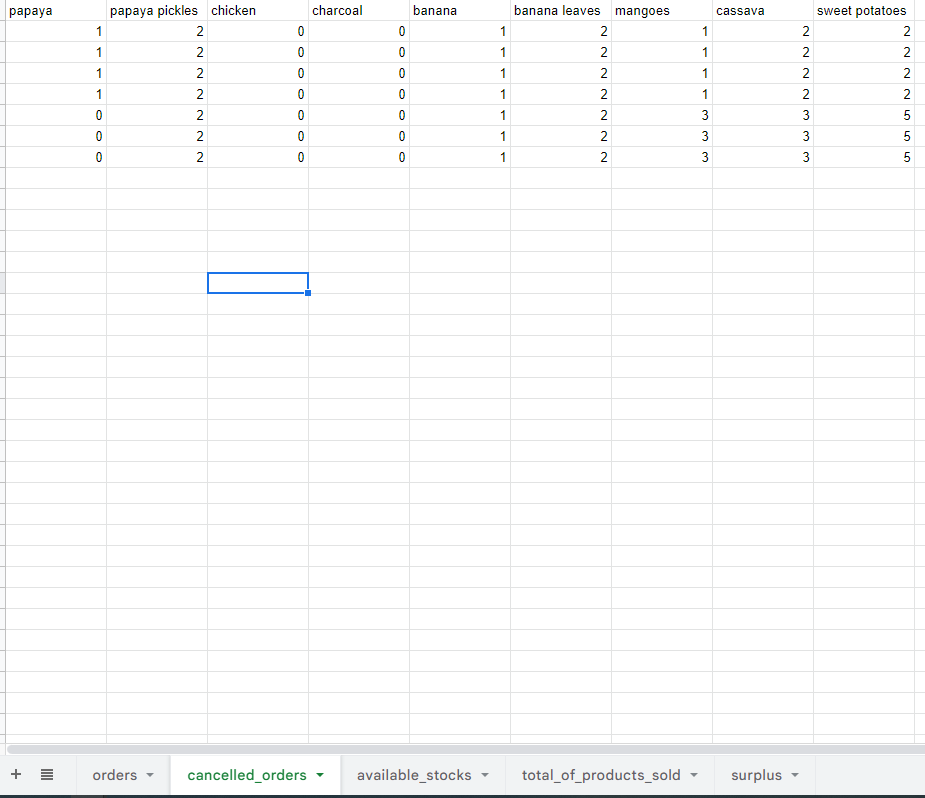 papaya papaya pickles chicken charcoal banana banana leaves mangoes cassava sweet potatoes
1 2 0 0 1 2 1 2 2
1 2 0 0 1 2 1 2 2
1 2 0 0 1 2 1 2 2
1 2 0 0 1 2 1 2 2
0 2 0 0 1 2 3 3 5
0 2 0 0 1 2 3 3 5
0 2 0 0 1 2 3 3 5
orders cancelled_orders available_stocks total_of_products_sold surplus